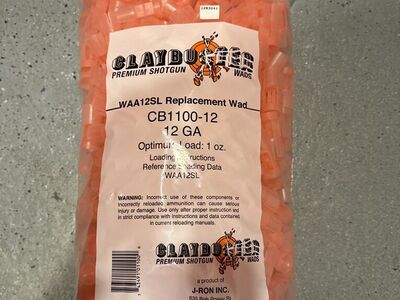 CLAYBUSTER
PREMIUM SHOTGUN WADS
WAA12SL Replacement Wad
CB1100-12
12 GA
Optimum Load: 1 oz.
Loading Instructions
Reference Loading Data
WAA12SL
WARNING: Incorrect use of these components or
incorrectly reloaded ammunition can cause serious
injury or damage. Use only after proper instruction and
in strict compliance with instructions and data contained
in current reloading manuals.
CLAYBUSTER
PREMIUM SHOTGUN WADS
a product of
J-RON INC.